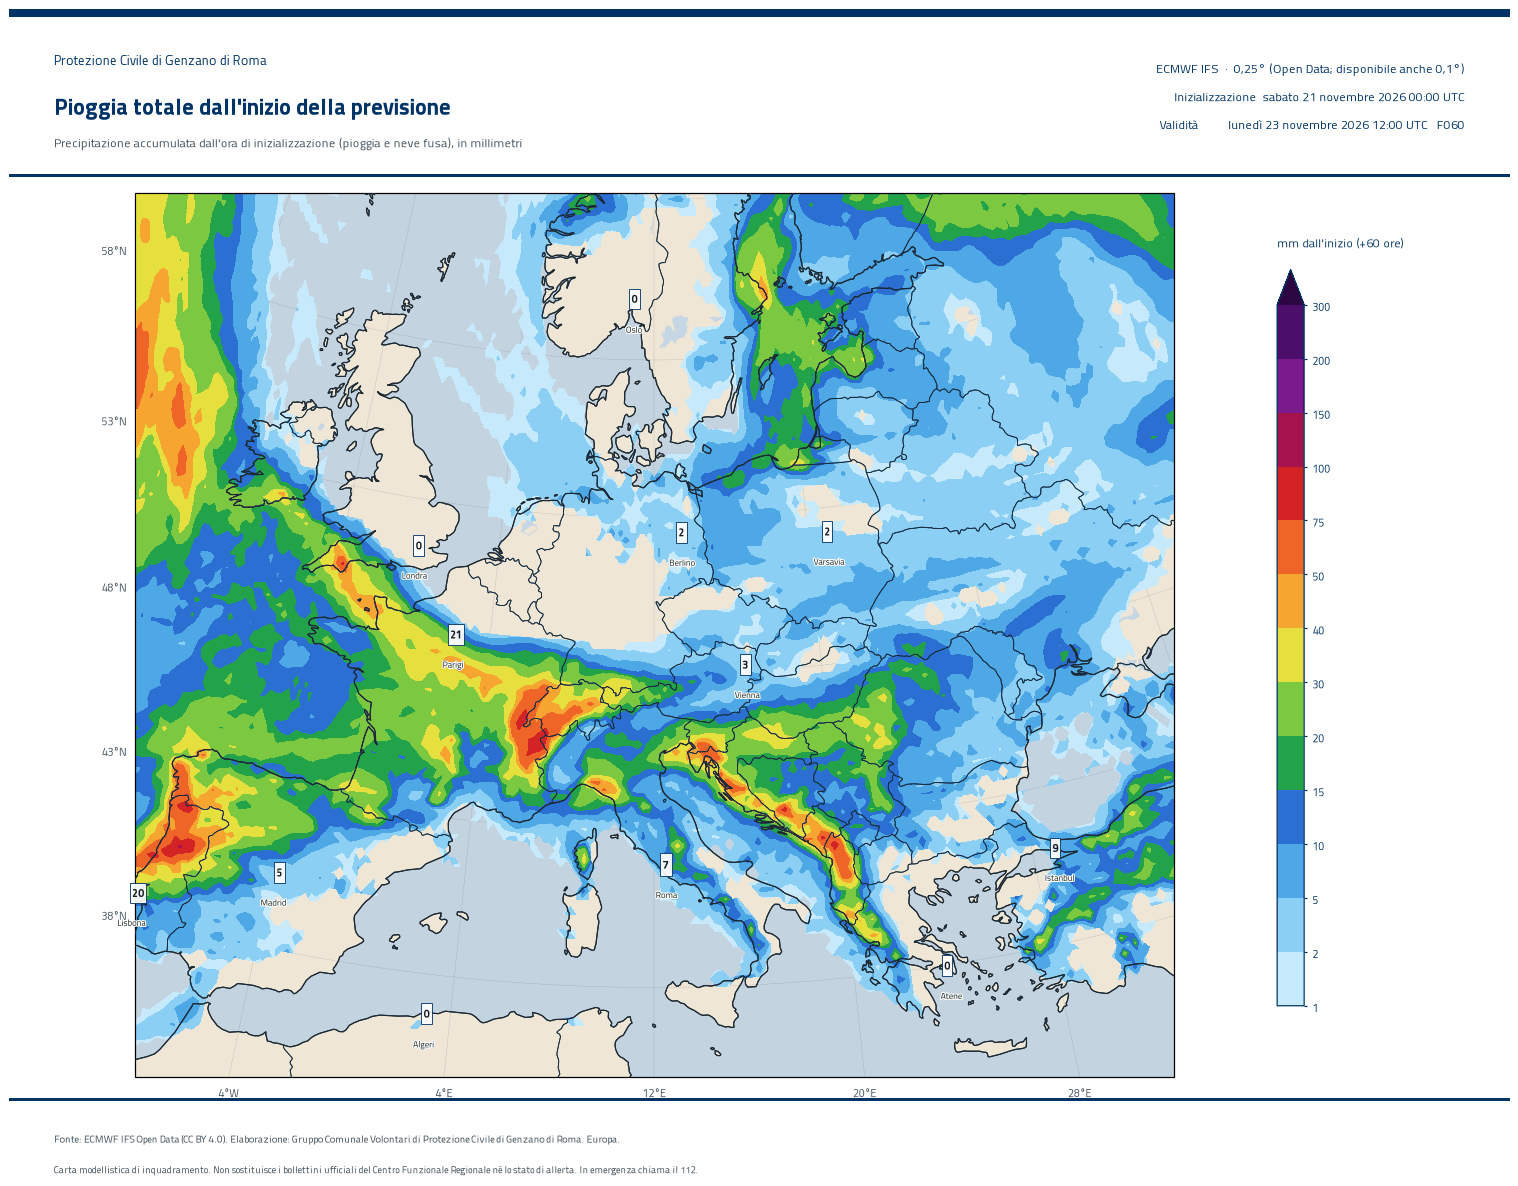 Protezione Civile di Genzano di Roma
Pioggia totale dall'inizio della previsione
Precipitazione accumulata dall'ora di inizializzazione (pioggia e neve fusa), in millimetri
ECMWF IFS · 0,25° (Open Data; disponibile anche 0,1°)
Inizializzazione sabato 21 novembre 2026 00:00 UTC
Validità lunedì 23 novembre 2026 12:00 UTC F060
58°N
53°N
48°N
43°N
38°N
4°W
4°E
12°E
20°E
28°E
0
Oslo
0
Londra
2
Berlino
2
Varsavia
21
Parigi
3
Vienna
5
Madrid
20
Lisbona
7
Roma
9
Istanbul
0
Atene
0
Algeri
mm dall'inizio (+60 ore)
300
200
150
100
75
50
40
30
20
15
10
5
2
1
Fonte: ECMWF IFS Open Data (CC BY 4.0). Elaborazione: Gruppo Comunale Volontari di Protezione Civile di Genzano di Roma. Europa.
Carta modellistica di inquadramento. Non sostituisce i bollettini ufficiali del Centro Funzionale Regionale né lo stato di allerta. In emergenza chiama il 112.